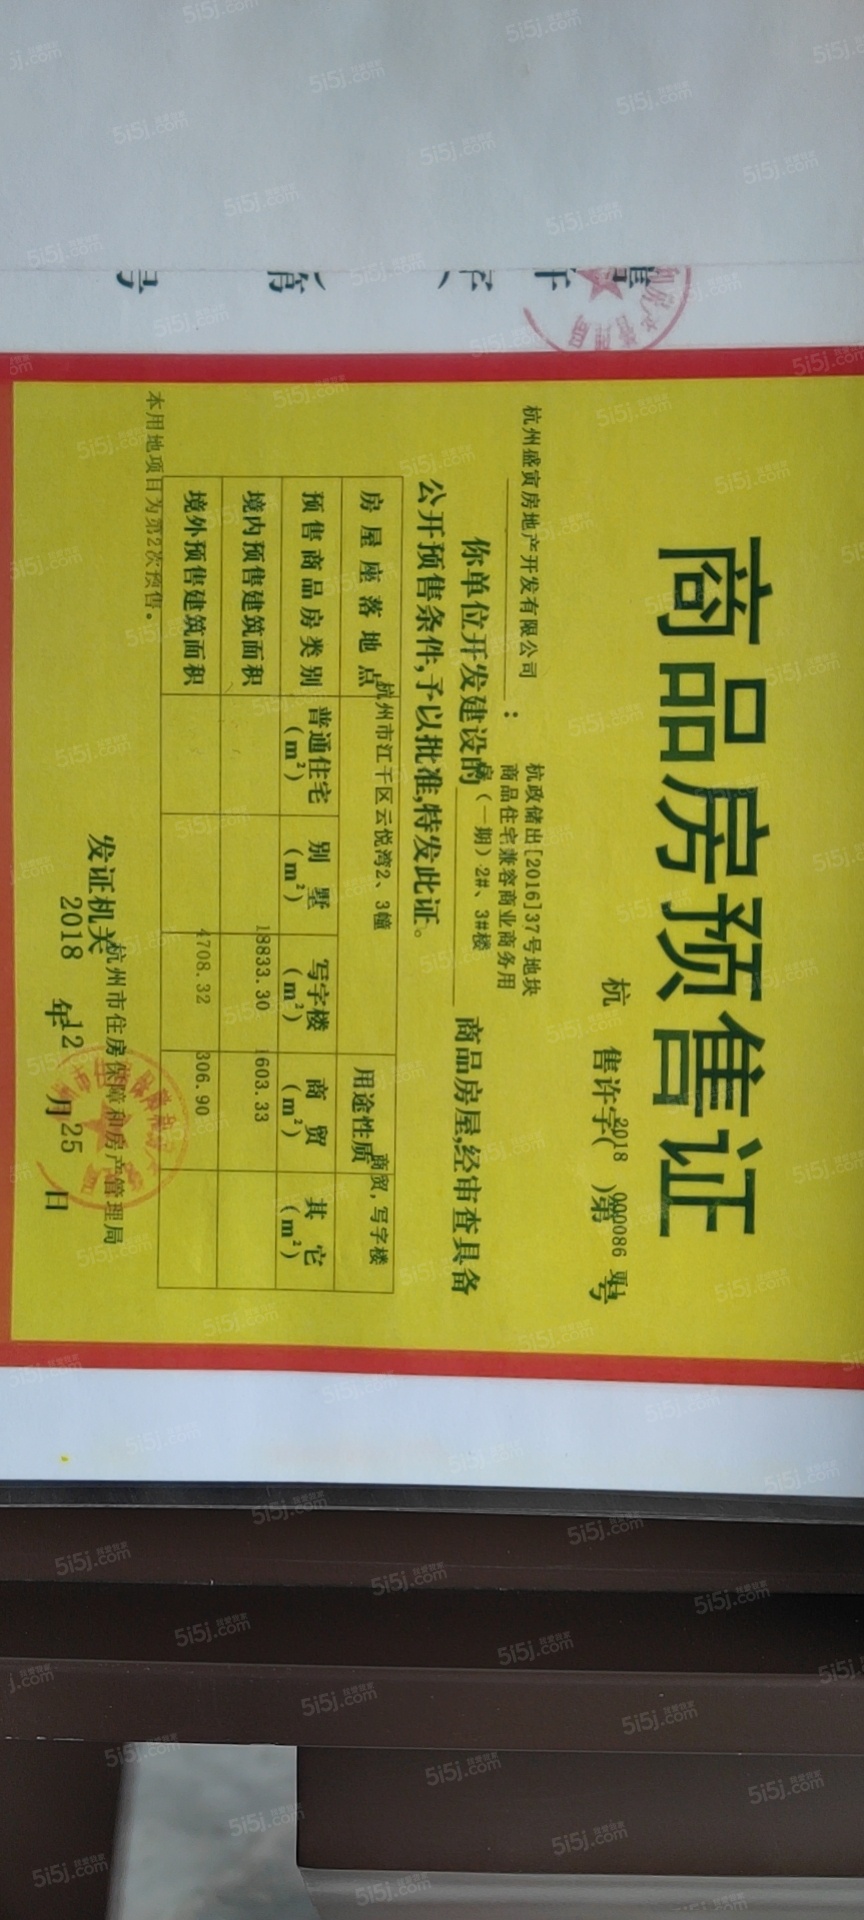 商品房预售证
杭 售许字(2018)第000086更1号
杭州盛寅房地产开发有限公司：
杭政储出[2016]37号地块
商品住宅兼容商业商务用
房（一期）2#、3#楼
你单位开发建设的 商品房屋,经审查具备
公开预售条件,予以批准,特发此证。
房屋座落地点 杭州市江干区云悦湾2、3幢 用途性质 商贸,写字楼
预售商品房类别 普通住宅(m²) 别墅(m²) 写字楼(m²) 商贸(m²) 其它(m²)
境内预售建筑面积 18833.30 1603.33
境外预售建筑面积 4708.32 306.90
本用地项目为第2次预售。
发证机关 杭州市住房保障和房产管理局
2018 年 12 月 25 日
5i5j.com 我爱我家